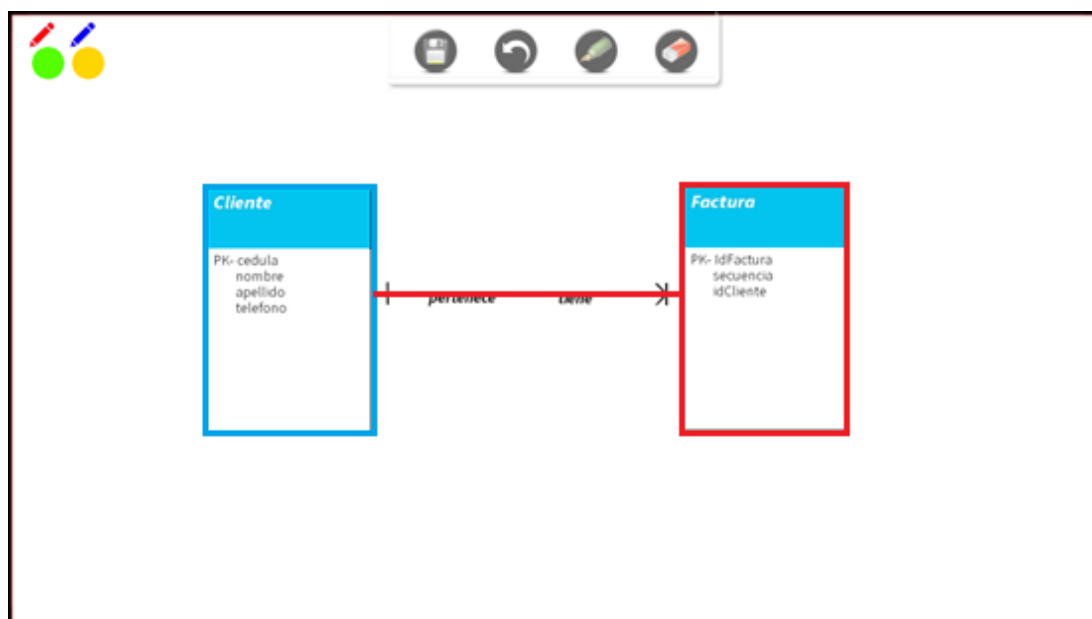 Cliente
PK- cedula
nombre
apellido
telefono
pertenece
tiene
Factura
PK- IdFactura
secuencia
idCliente